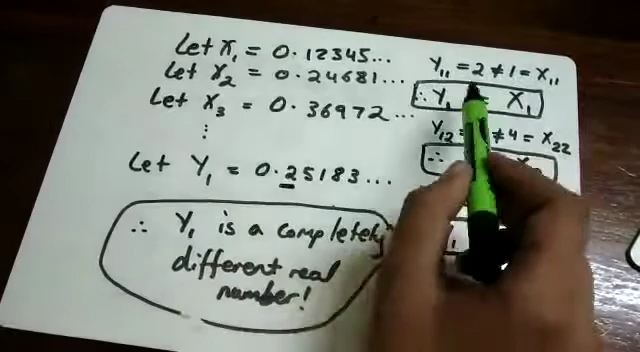 Let X₁ = 0.12345...
Let X₂ = 0.24681...
Let X₃ = 0.36972...
⋮
Let Y₁ = 0.25183...
∴ Y₁ is a completely
different real
number!
Y₁₁ = 2 ≠ 1 = X₁₁
∴ Y₁ X₁
Y₁₂ = ≠ 4 = X₂₂
∴